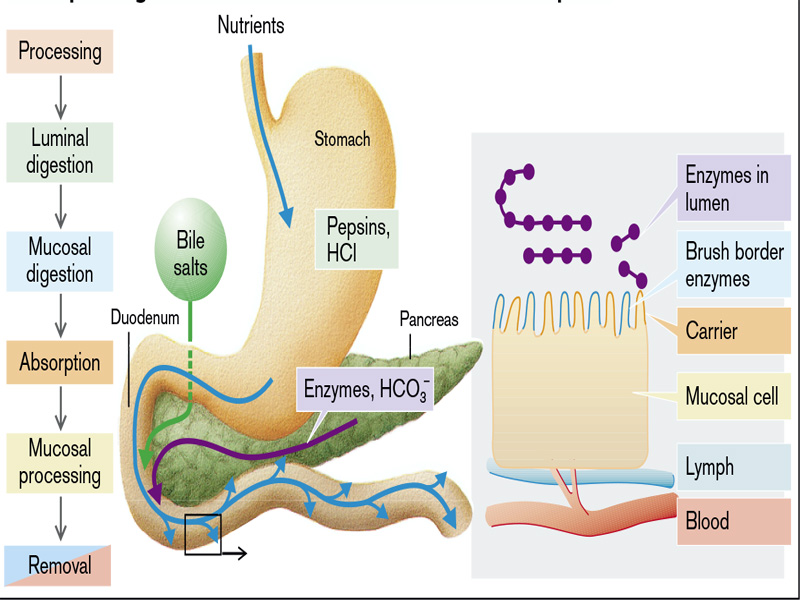 Nutrients
Processing
Luminal
digestion
Mucosal
digestion
Absorption
Mucosal
processing
Removal
Stomach
Pepsins,
HCl
Bile
salts
Duodenum
Pancreas
Enzymes, HCO₃⁻
Enzymes in
lumen
Brush border
enzymes
Carrier
Mucosal cell
Lymph
Blood